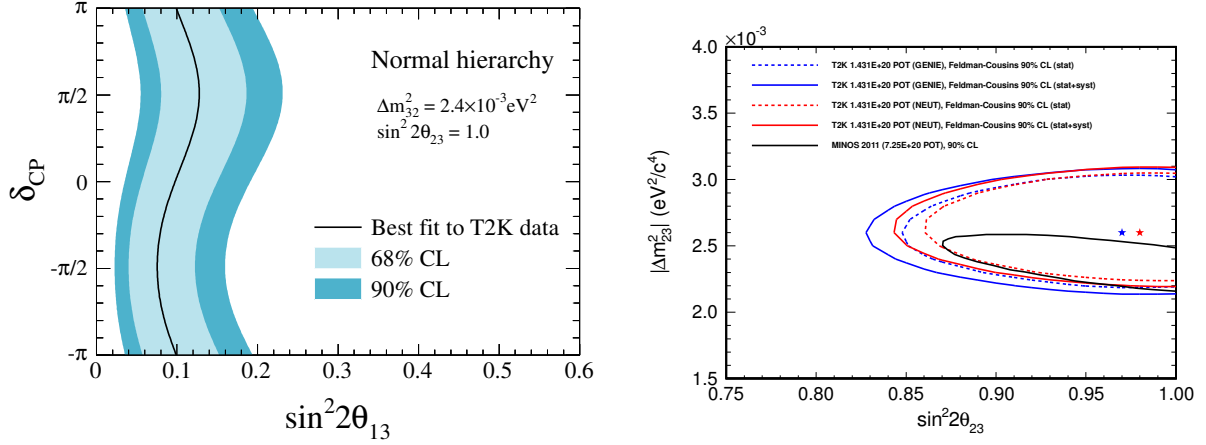 π
π/2
0
-π/2
-π
δCP
Normal hierarchy
Δm²32 = 2.4×10⁻³eV²
sin²2θ23 = 1.0
Best fit to T2K data
68% CL
90% CL
0 0.1 0.2 0.3 0.4 0.5 0.6
sin²2θ13
×10⁻³
4.0
3.5
3.0
2.5
2.0
1.5
|Δm²23| (eV²/c⁴)
T2K 1.431E+20 POT (GENIE), Feldman-Cousins 90% CL (stat)
T2K 1.431E+20 POT (GENIE), Feldman-Cousins 90% CL (stat+syst)
T2K 1.431E+20 POT (NEUT), Feldman-Cousins 90% CL (stat)
T2K 1.431E+20 POT (NEUT), Feldman-Cousins 90% CL (stat+syst)
MINOS 2011 (7.25E+20 POT), 90% CL
0.75 0.80 0.85 0.90 0.95 1.00
sin²2θ23